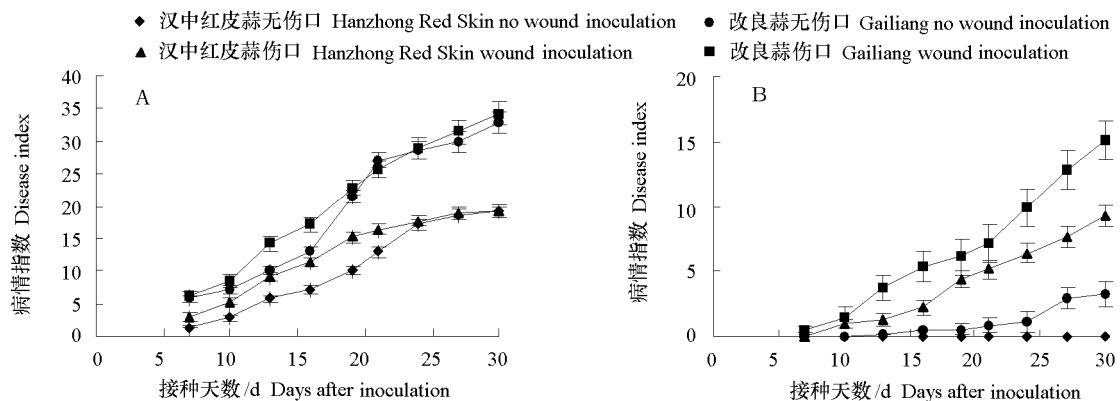 汉中红皮蒜无伤口 Hanzhong Red Skin no wound inoculation
改良蒜无伤口 Gailiang no wound inoculation
汉中红皮蒜伤口 Hanzhong Red Skin wound inoculation
改良蒜伤口 Gailiang wound inoculation
A
40
35
30
25
20
15
10
5
0
病情指数 Disease index
0 5 10 15 20 25 30
接种天数/d Days after inoculation
B
20
15
10
5
0
病情指数 Disease index
0 5 10 15 20 25 30
接种天数/d Days after inoculation